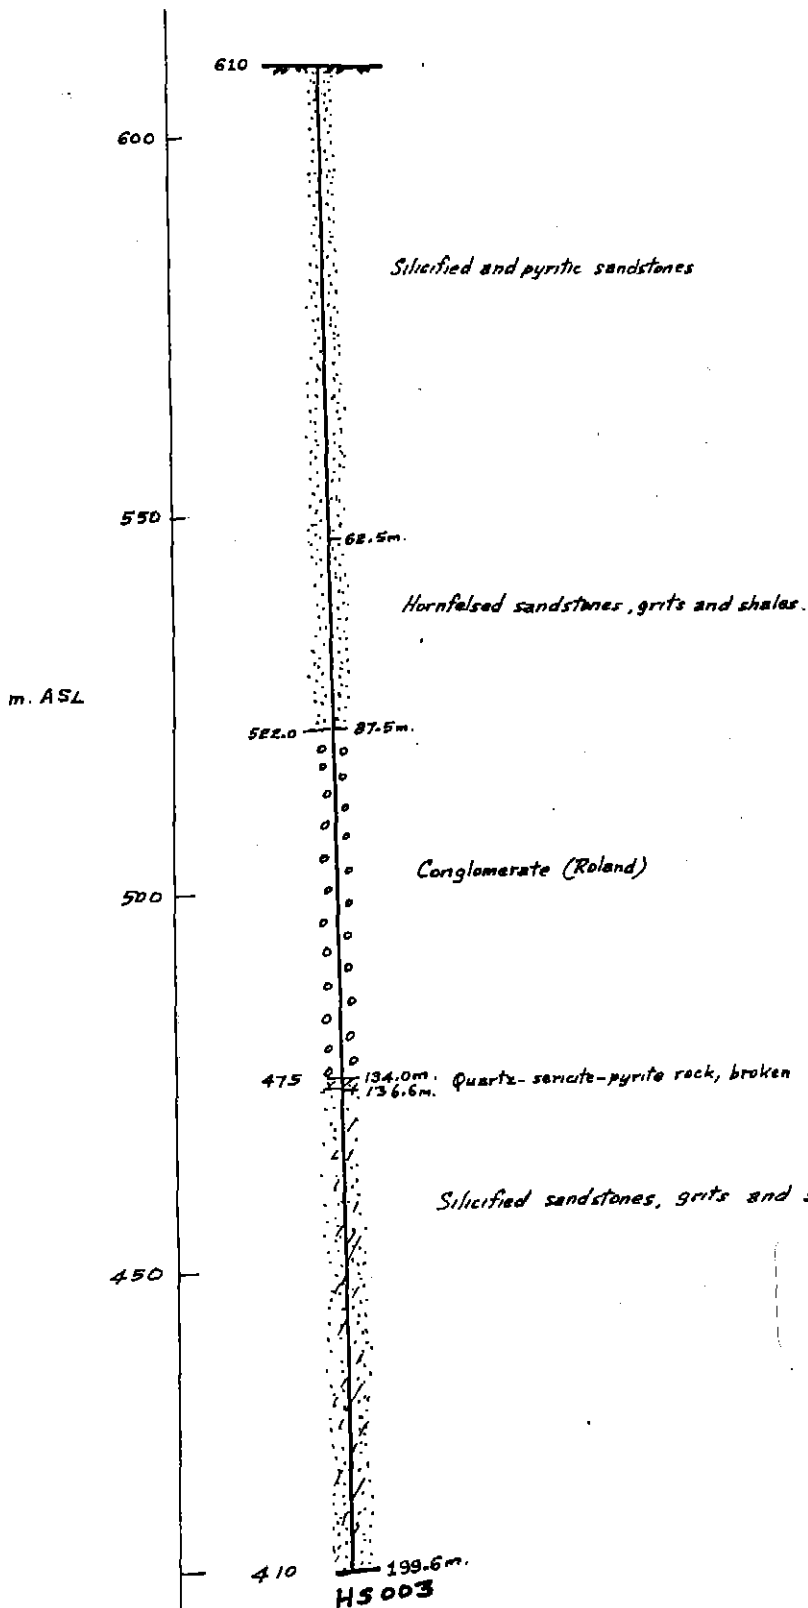 610
600
Silicified and pyritic sandstones
550
62.5m.
Hornfelsed sandstones, grits and shales.
m. ASL
522.0
87.5m.
Conglomerate (Roland)
500
475
134.0m.
Quartz-sericite-pyrite rock, broken
136.6m.
Silicified sandstones, grits and
450
410
199.6m.
HS 003